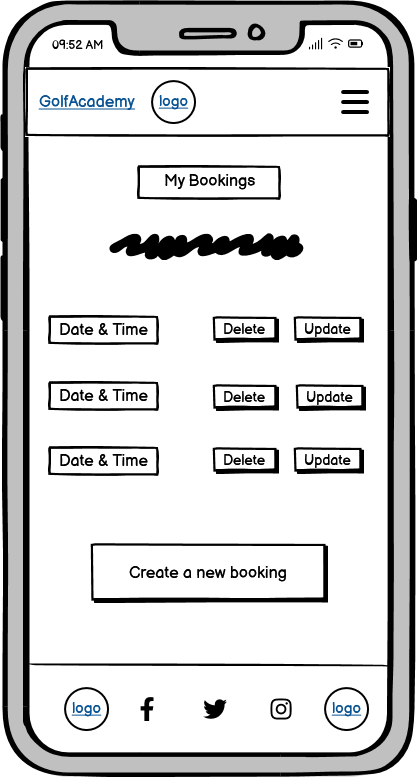 09:52 AM
GolfAcademy logo
My Bookings
Date & Time Delete Update
Date & Time Delete Update
Date & Time Delete Update
Create a new booking
logo logo